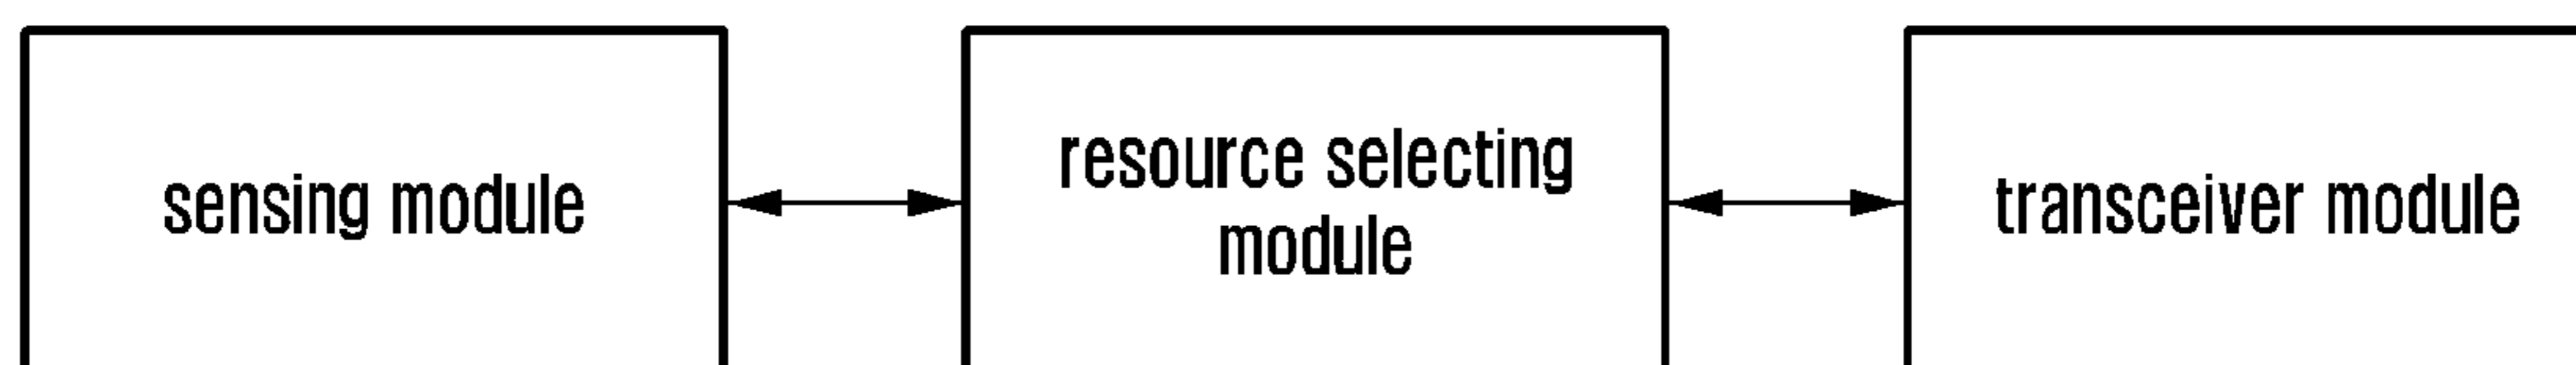 sensing module
resource selecting
module
transceiver module